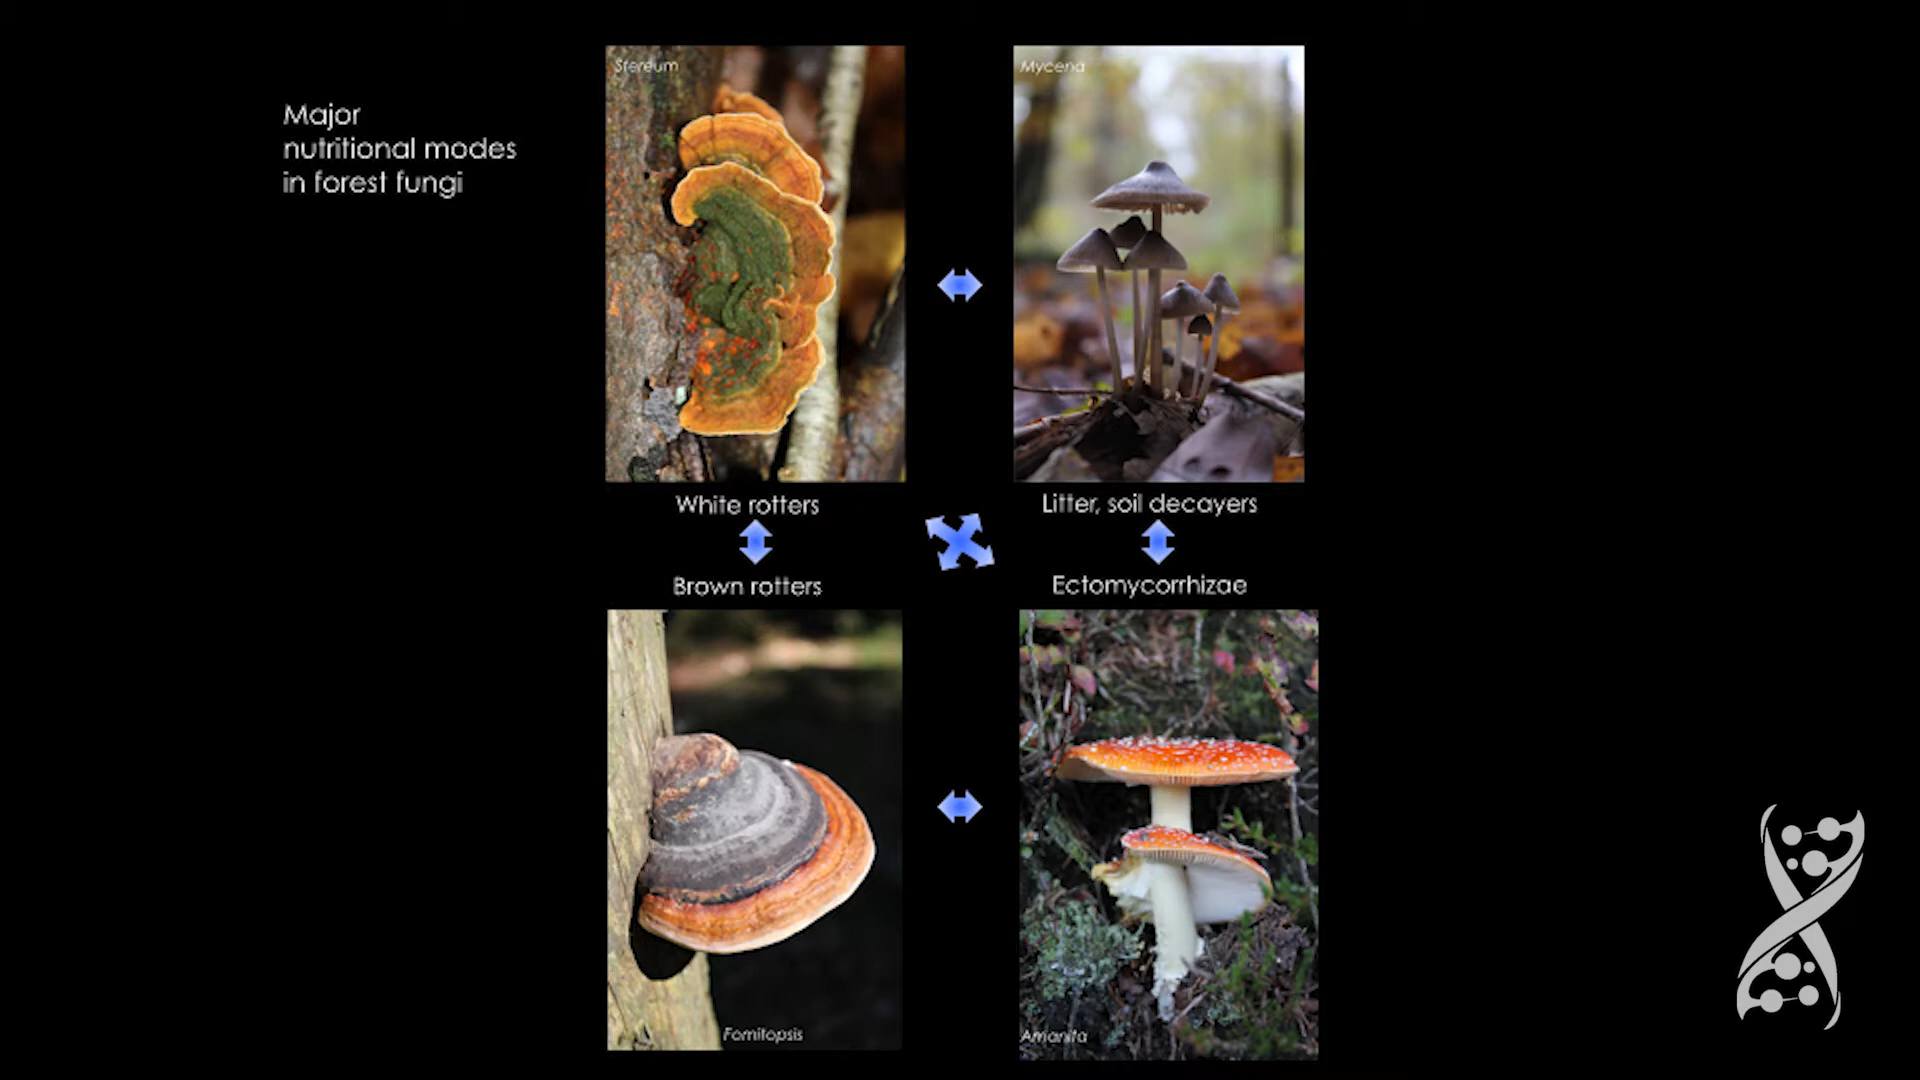 Major
nutritional modes
in forest fungi
Stereum
Mycena
White rotters
Litter, soil decayers
Brown rotters
Ectomycorrhizae
Fomitopsis
Amanita